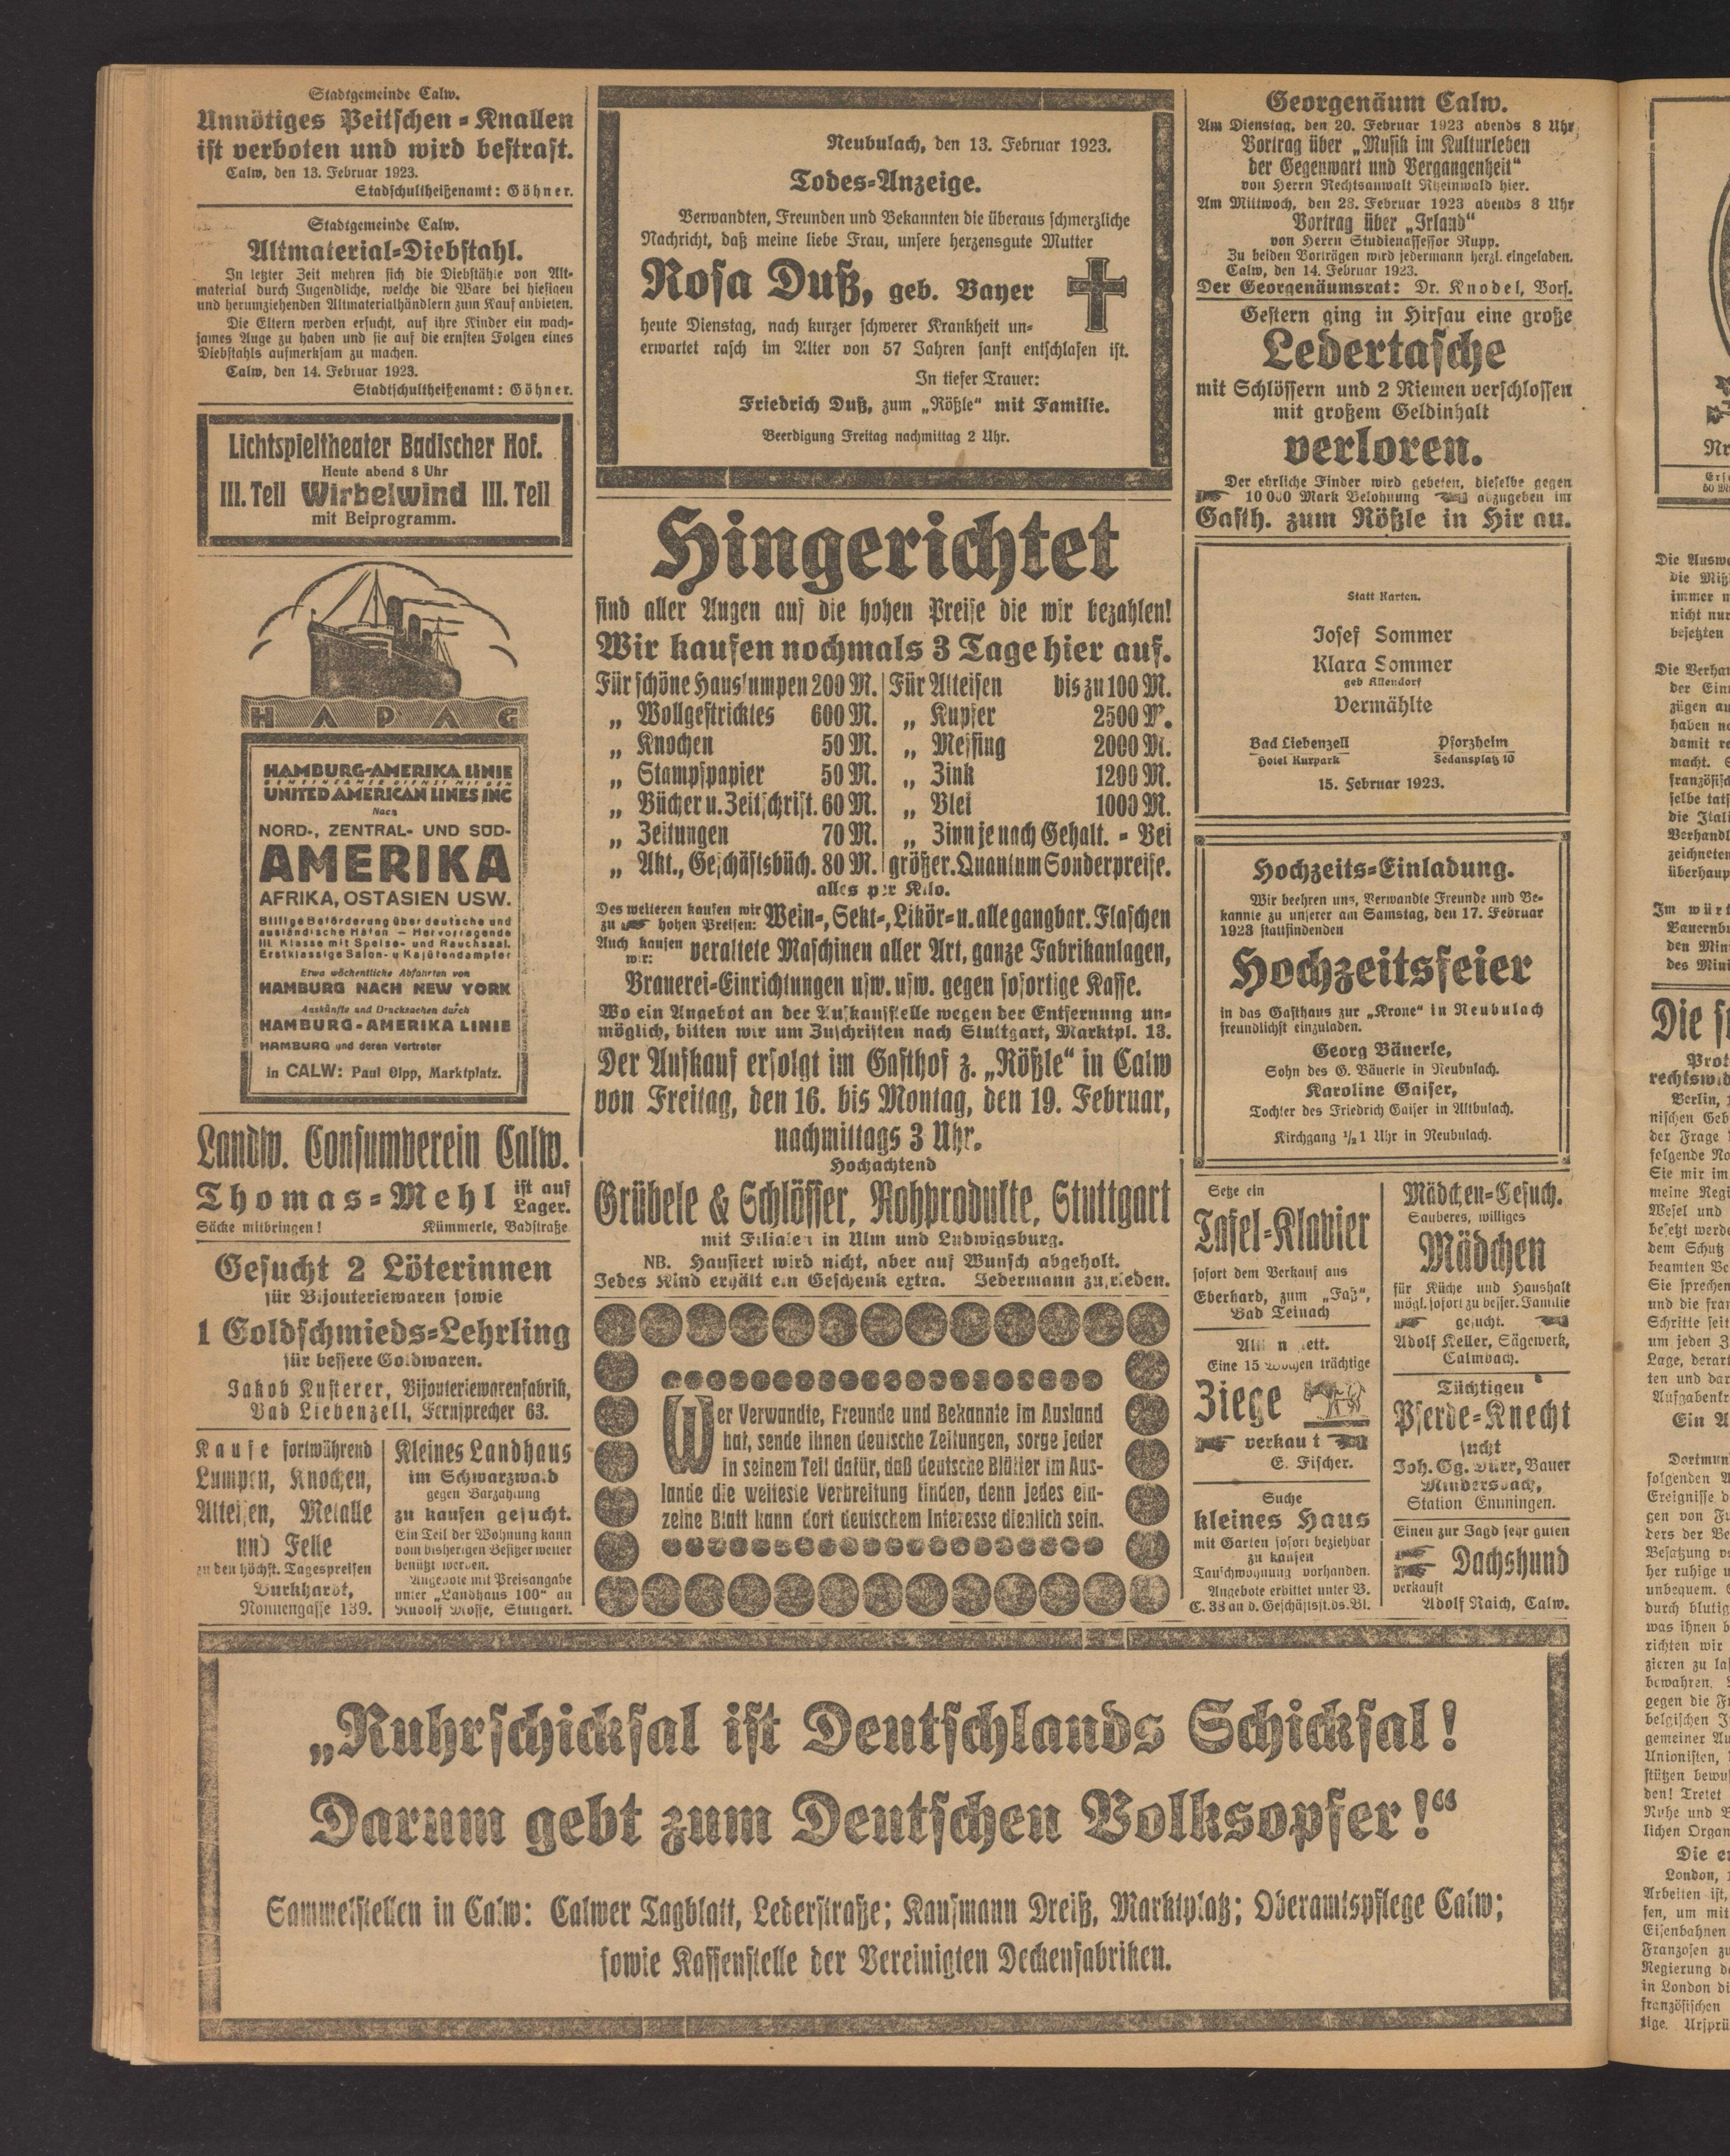 Stadtgemeinde Calw.
Unnötiges Peitschen-Knallen
ist verboten und wird bestraft.
Calw, den 13. Februar 1923.
Stadtschultheißenamt: Göhner.
Stadtgemeinde Calw.
Altmaterial-Diebstahl.
In letzter Zeit mehren sich die Diebstähle von Alt-
material durch Jugendliche, welche die Ware bei hiesigen
und herumziehenden Altmaterialhändlern zum Kauf anbieten.
Die Eltern werden ersucht, auf ihre Kinder ein wach-
sames Auge zu haben und sie auf die ernsten Folgen eines
Diebstahls aufmerksam zu machen.
Calw, den 14. Februar 1923.
Stadtschultheißenamt: Göhner.
Lichtspieltheater Badischer Hof.
Heute abend 8 Uhr
III. Teil Wirbelwind III. Teil
mit Beiprogramm.
HAPAG
HAMBURG-AMERIKA LINIE
GEMEINSAMER DIENST MIT DEN
UNITED AMERICAN LINES INC
Nach
NORD-, ZENTRAL- UND SÜD-
AMERIKA
AFRIKA, OSTASIEN USW.
Billige Beförderung über deutsche und
ausländische Häfen — Hervorragende
III. Klasse mit Speise- und Rauchsaal.
Erstklassige Salon- u Kajütendampfer
Etwa wöchentliche Abfahrten von
HAMBURG NACH NEW YORK
Auskünfte und Drucksachen durch
HAMBURG-AMERIKA LINIE
HAMBURG und deren Vertreter
in CALW: Paul Olpp, Marktplatz.
Landw. Consumverein Calw.
Thomas-Mehl ist auf Lager.
Säcke mitbringen! Kümmerle, Badstraße
Gesucht 2 Löterinnen
für Bijouteriewaren sowie
1 Goldschmieds-Lehrling
für bessere Goldwaren.
Jakob Kusterer, Bijouteriewarenfabrik,
Bad Liebenzell, Fernsprecher 63.
Kaufe fortwährend
Lumpen, Knochen,
Alteisen, Metalle
und Felle
zu den höchst. Tagespreisen
Burkhardt,
Nonnengasse 139.
Kleines Landhaus
im Schwarzwald
gegen Barzahlung
zu kaufen gesucht.
Ein Teil der Wohnung kann
vom bisherigen Besitzer weiter
benützt werden.
Angebote mit Preisangabe
unter „Landhaus 100" an
Rudolf Mosse, Stuttgart.
Neubulach, den 13. Februar 1923.
Todes-Anzeige.
Verwandten, Freunden und Bekannten die überaus schmerzliche
Nachricht, daß meine liebe Frau, unsere herzensgute Mutter
Rosa Duß, geb. Bayer
heute Dienstag, nach kurzer schwerer Krankheit un-
erwartet rasch im Alter von 57 Jahren sanft entschlafen ist.
In tiefer Trauer:
Friedrich Duß, zum „Rößle" mit Familie.
Beerdigung Freitag nachmittag 2 Uhr.
Hingerichtet
sind aller Augen auf die hohen Preise die wir bezahlen!
Wir kaufen nochmals 3 Tage hier auf.
Für schöne Hauslumpen 200 M. Für Alteisen bis zu 100 M.
„ Wollgestricktes 600 M. „ Kupfer 2500 M.
„ Knochen 50 M. „ Messing 2000 M.
„ Stampfpapier 50 M. „ Zink 1200 M.
„ Bücher u. Zeitschrift. 60 M. „ Blei 1000 M.
„ Zeitungen 70 M. „ Zinn je nach Gehalt. - Bei
„ Akt., Geschäftsbüch. 80 M. größer. Quantum Sonderpreise.
alles per Kilo.
Des weiteren kaufen wir zu hohen Preisen: Wein-, Sekt-, Likör- u. alle gangbar. Flaschen
Auch kaufen wir: veraltete Maschinen aller Art, ganze Fabrikanlagen,
Brauerei-Einrichtungen usw. usw. gegen sofortige Kasse.
Wo ein Angebot an der Aufkaufstelle wegen der Entfernung un-
möglich, bitten wir um Zuschriften nach Stuttgart, Marktpl. 13.
Der Aufkauf erfolgt im Gasthof z. „Rößle" in Calw
von Freitag, den 16. bis Montag, den 19. Februar,
nachmittags 3 Uhr.
Hochachtend
Grübele & Schlösser, Rohprodukte, Stuttgart
mit Filialen in Ulm und Ludwigsburg.
NB. Hausiert wird nicht, aber auf Wunsch abgeholt.
Jedes Kind erhält ein Geschenk extra. Jedermann zufrieden.
Wer Verwandte, Freunde und Bekannte im Ausland
hat, sende ihnen deutsche Zeitungen, sorge jeder
in seinem Teil dafür, daß deutsche Blätter im Aus-
lande die weiteste Verbreitung finden, denn jedes ein-
zelne Blatt kann dort deutschem Interesse dienlich sein.
Georgenäum Calw.
Am Dienstag, den 20. Februar 1923 abends 8 Uhr,
Vortrag über „Musik im Kulturleben
der Gegenwart und Vergangenheit"
von Herrn Rechtsanwalt Rheinwald hier.
Am Mittwoch, den 28. Februar 1923 abends 8 Uhr
Vortrag über „Irland"
von Herrn Studienassessor Rupp.
Zu beiden Vorträgen wird jedermann herzl. eingeladen.
Calw, den 14. Februar 1923.
Der Georgenäumsrat: Dr. Knodel, Vors.
Gestern ging in Hirsau eine große
Ledertasche
mit Schlössern und 2 Riemen verschlossen
mit großem Geldinhalt
verloren.
Der ehrliche Finder wird gebeten, dieselbe gegen
10 000 Mark Belohnung abzugeben im
Gasth. zum Rößle in Hir au.
Statt Karten.
Josef Sommer
Klara Sommer
geb Allendorf
Vermählte
Bad Liebenzell Pforzheim
Hotel Kurpark Sedansplatz 10
15. Februar 1923.
Hochzeits-Einladung.
Wir beehren uns, Verwandte Freunde und Be-
kannte zu unserer am Samstag, den 17. Februar
1923 stattfindenden
Hochzeitsfeier
in das Gasthaus zur „Krone" in Neubulach
freundlichst einzuladen.
Georg Bäuerle,
Sohn des G. Bäuerle in Neubulach.
Karoline Gaiser,
Tochter des Friedrich Gaiser in Altbulach.
Kirchgang ½1 Uhr in Neubulach.
Setze ein
Tafel-Klavier
sofort dem Verkauf aus
Eberhard, zum „Faß",
Bad Teinach
Eine 15 Wochen trächtige
Ziege
verkau t
E. Fischer.
Suche
kleines Haus
mit Garten sofort beziehbar
zu kaufen
Tauschwohnung vorhanden.
Angebote erbittet unter B.
C. 38 an d. Geschäftsst. ds. Bl.
Mädchen-Gesuch.
Sauberes, williges
Mädchen
für Küche und Haushalt
mögl. sofort zu besser. Familie
gesucht.
Adolf Keller, Sägewerk,
Calmbach.
Tüchtigen
Pferde-Knecht
sucht
Joh. Gg. Dürr, Bauer
Mindersbach,
Station Emmingen.
Einen zur Jagd sehr guten
Dachshund
verkauft
Adolf Raich, Calw.
„Ruhrschicksal ist Deutschlands Schicksal!
Darum gebt zum Deutschen Volksopfer!"
Sammelstellen in Calw: Calwer Tagblatt, Lederstraße; Kaufmann Dreiß, Marktplatz; Oberamtspflege Calw;
sowie Kassenstelle der Vereinigten Deckenfabriken.